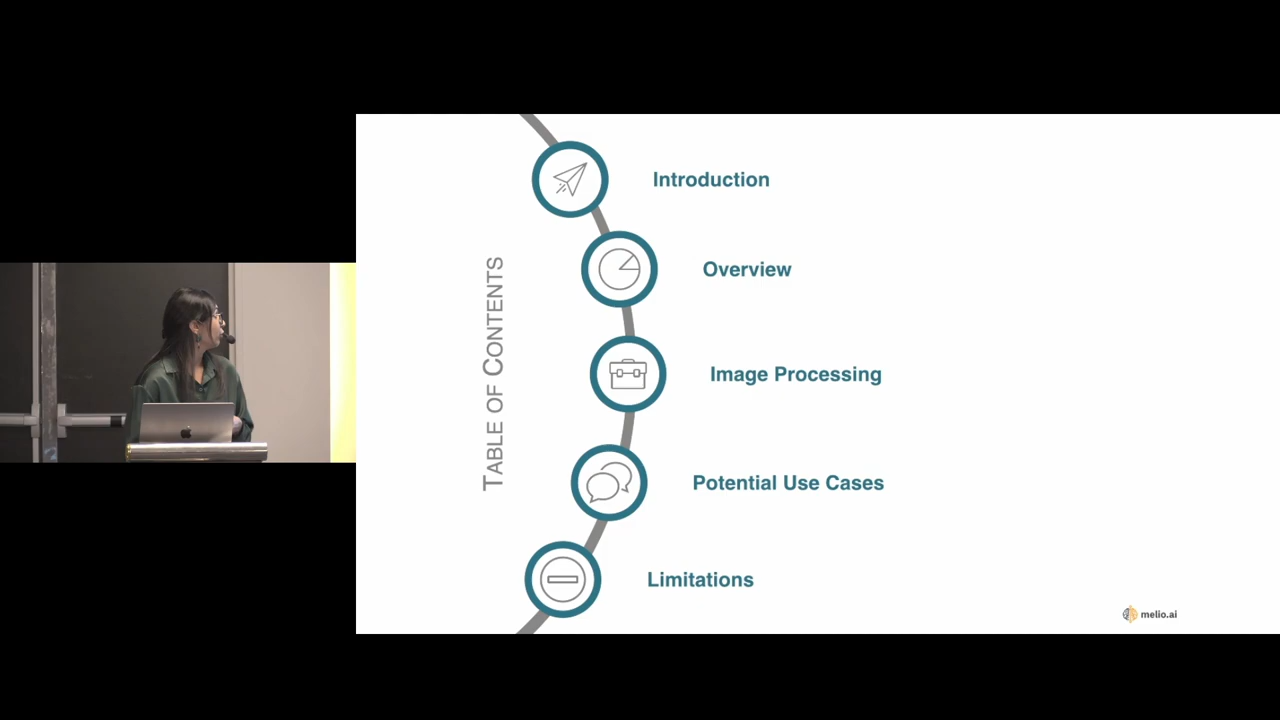 TABLE OF CONTENTS
Introduction
Overview
Image Processing
Potential Use Cases
Limitations
melio.ai